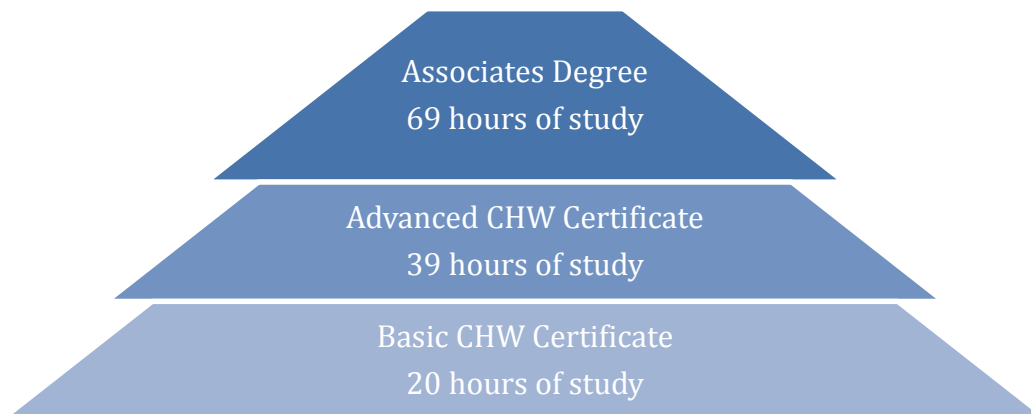 Associates Degree
69 hours of study
Advanced CHW Certificate
39 hours of study
Basic CHW Certificate
20 hours of study